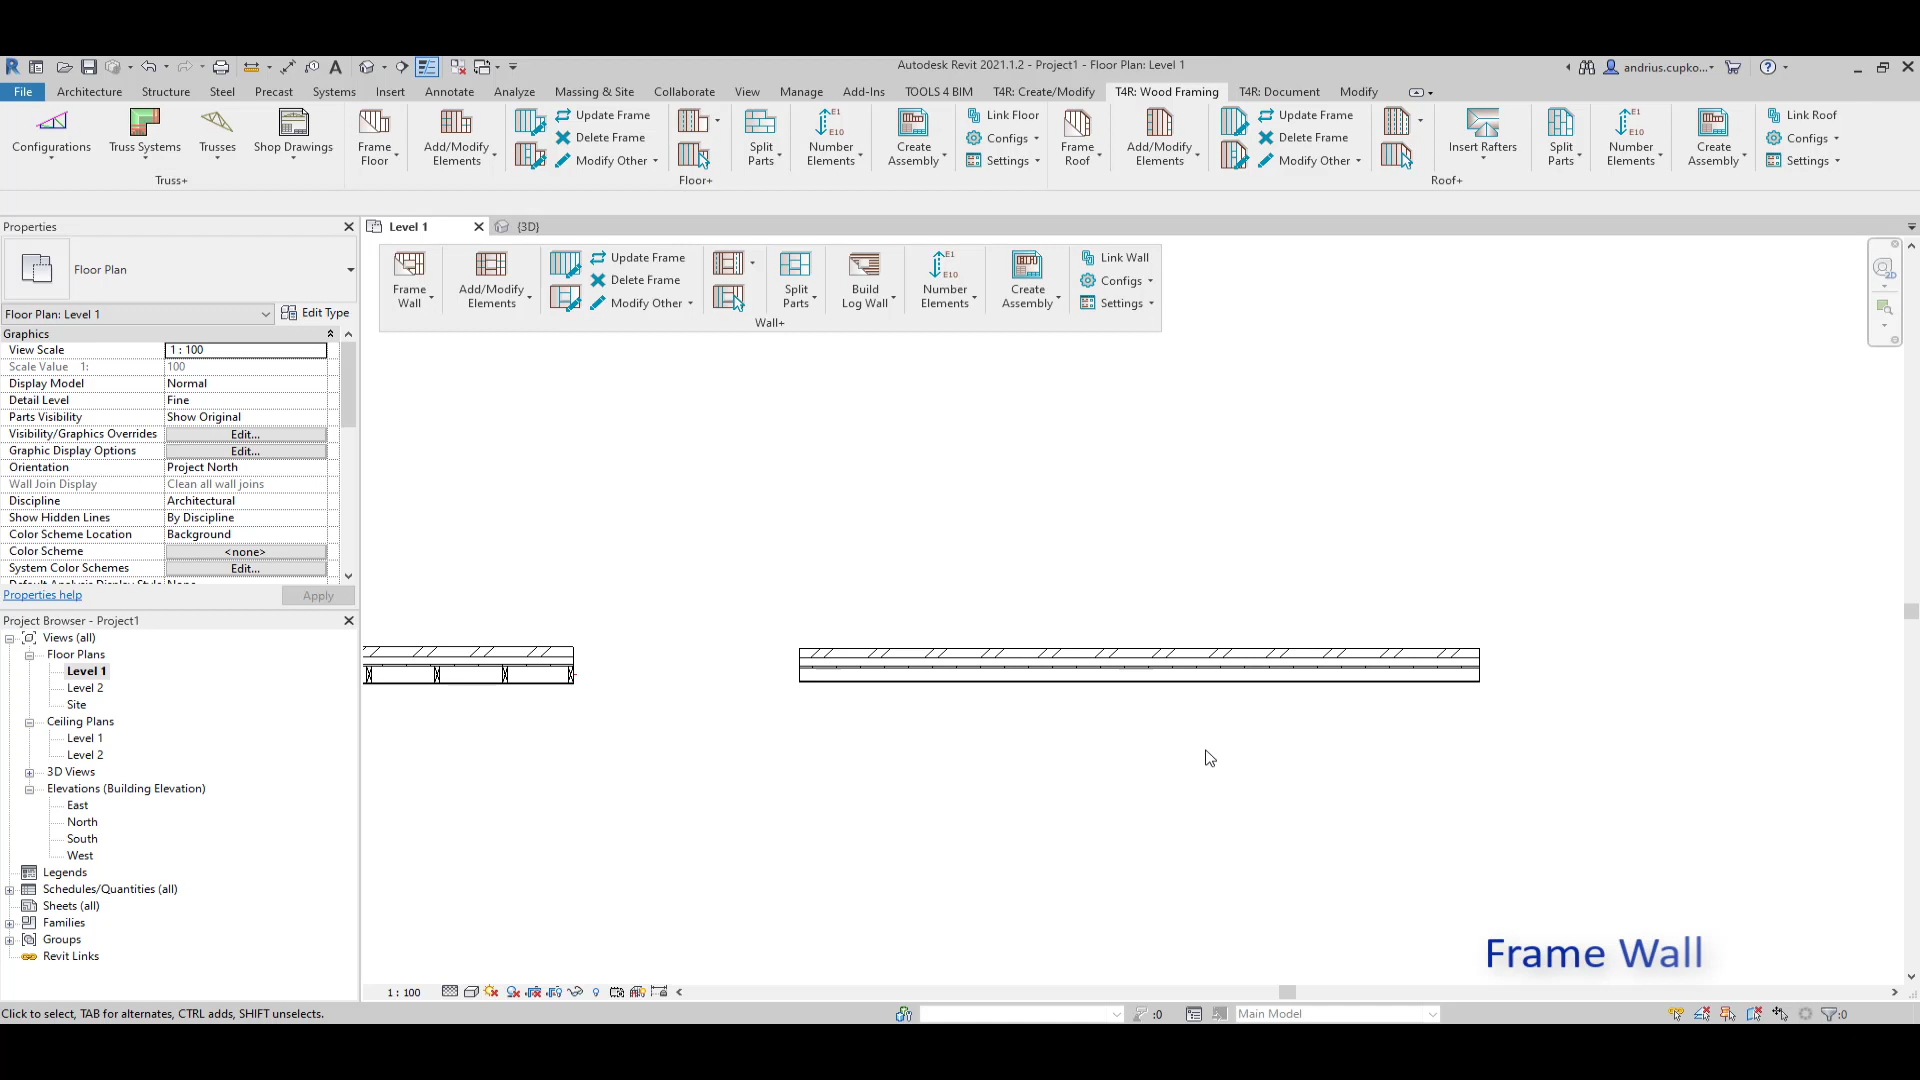 Autodesk Revit 2021.1.2 - Project1 - Floor Plan: Level 1
andrius.cupko...
File Architecture Structure Steel Precast Systems Insert Annotate Analyze Massing & Site Collaborate View Manage Add-Ins TOOLS 4 BIM T4R: Create/Modify T4R: Wood Framing T4R: Document Modify
Configurations
Truss Systems
Trusses
Shop Drawings
Truss+
Frame
Floor
Add/Modify
Elements
Update Frame
Delete Frame
Modify Other
Split
Parts
E1
E10
Number
Elements
Create
Assembly
Link Floor
Configs
Settings
Floor+
Frame
Roof
Add/Modify
Elements
Update Frame
Delete Frame
Modify Other
Insert Rafters
Split
Parts
E1
E10
Number
Elements
Create
Assembly
Link Roof
Configs
Settings
Roof+
Properties
Floor Plan
Floor Plan: Level 1
Edit Type
Graphics
View Scale 1 : 100
Scale Value 1: 100
Display Model Normal
Detail Level Fine
Parts Visibility Show Original
Visibility/Graphics Overrides Edit...
Graphic Display Options Edit...
Orientation Project North
Wall Join Display Clean all wall joins
Discipline Architectural
Show Hidden Lines By Discipline
Color Scheme Location Background
Color Scheme <none>
System Color Schemes Edit...
Default Analysis Display Style None
Properties help
Apply
Project Browser - Project1
Views (all)
Floor Plans
Level 1
Level 2
Site
Ceiling Plans
Level 1
Level 2
3D Views
Elevations (Building Elevation)
East
North
South
West
Legends
Schedules/Quantities (all)
Sheets (all)
Families
Groups
Revit Links
Level 1
{3D}
Frame
Wall
Add/Modify
Elements
Update Frame
Delete Frame
Modify Other
Split
Parts
Build
Log Wall
E1
E10
Number
Elements
Create
Assembly
Link Wall
Configs
Settings
Wall+
2D
Frame Wall
1 : 100
Click to select, TAB for alternates, CTRL adds, SHIFT unselects.
:0
Main Model
:0